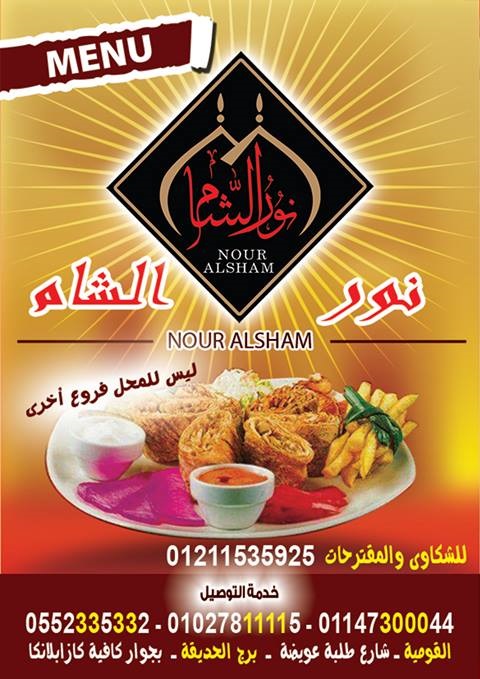 MENU
نور الشام
NOUR
ALSHAM
نور الشام
NOUR ALSHAM
ليس للمحل فروع أخرى
للشكاوى والمقترحات 01211535925
خدمة التوصيل
0552335332 - 01027811115 - 01147300044
القومية - شارع طلبة عويضة - برج الحديقة - بجوار كافية كازابلانكا